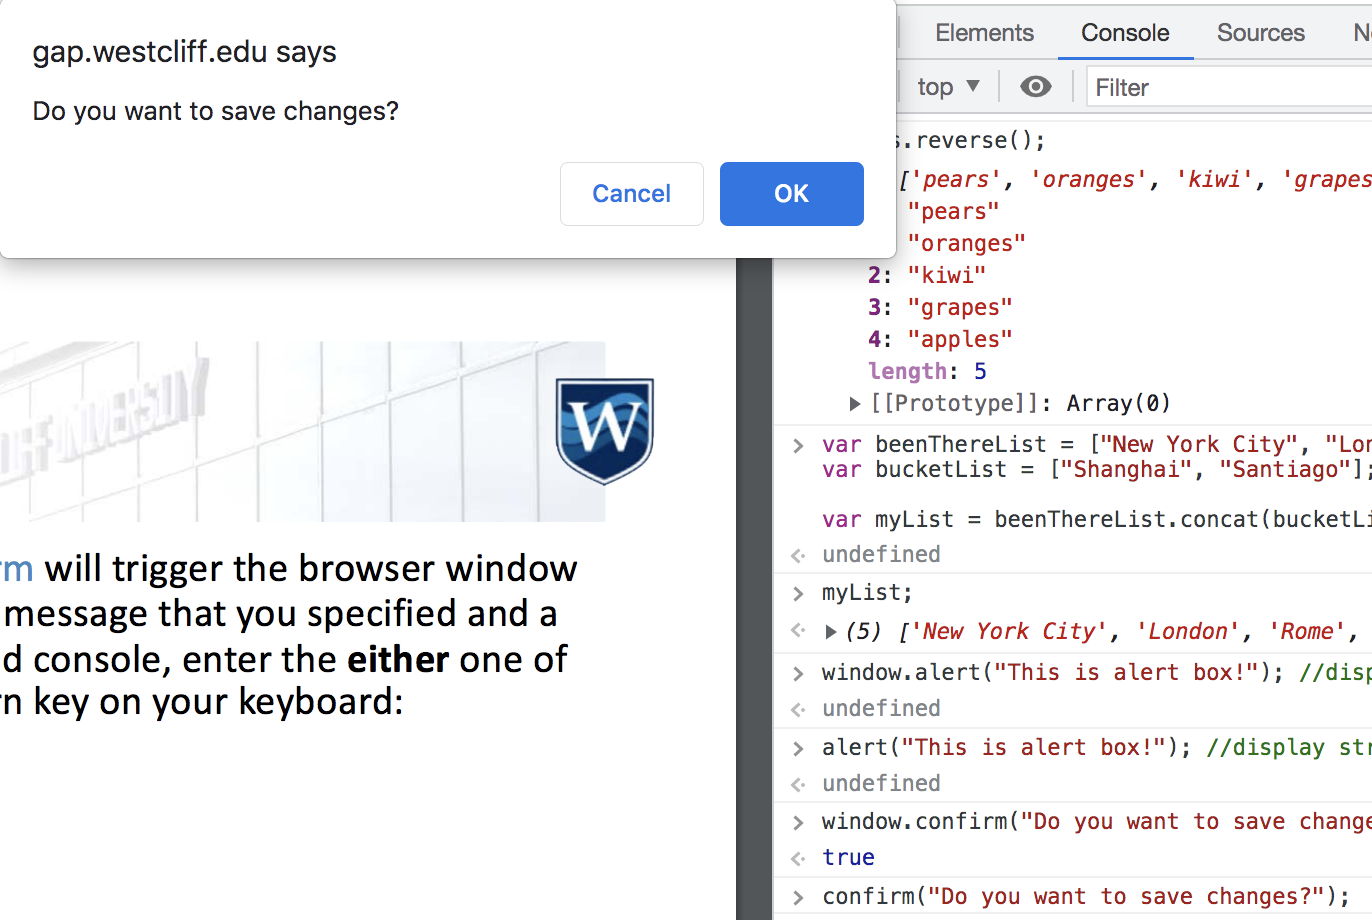 gap.westcliff.edu says
Do you want to save changes?
Cancel
OK
UNIVERSITY
W
rm will trigger the browser window
message that you specified and a
d console, enter the either one of
rn key on your keyboard:
Elements Console Sources
top ▼ Filter
s.reverse();
['pears', 'oranges', 'kiwi', 'grapes
"pears"
"oranges"
2: "kiwi"
3: "grapes"
4: "apples"
length: 5
▶ [[Prototype]]: Array(0)
> var beenThereList = ["New York City", "Lon
var bucketList = ["Shanghai", "Santiago"];
var myList = beenThereList.concat(bucketLi
undefined
> myList;
▶ (5) ['New York City', 'London', 'Rome',
> window.alert("This is alert box!"); //disp
undefined
> alert("This is alert box!"); //display str
undefined
> window.confirm("Do you want to save change
true
> confirm("Do you want to save changes?");